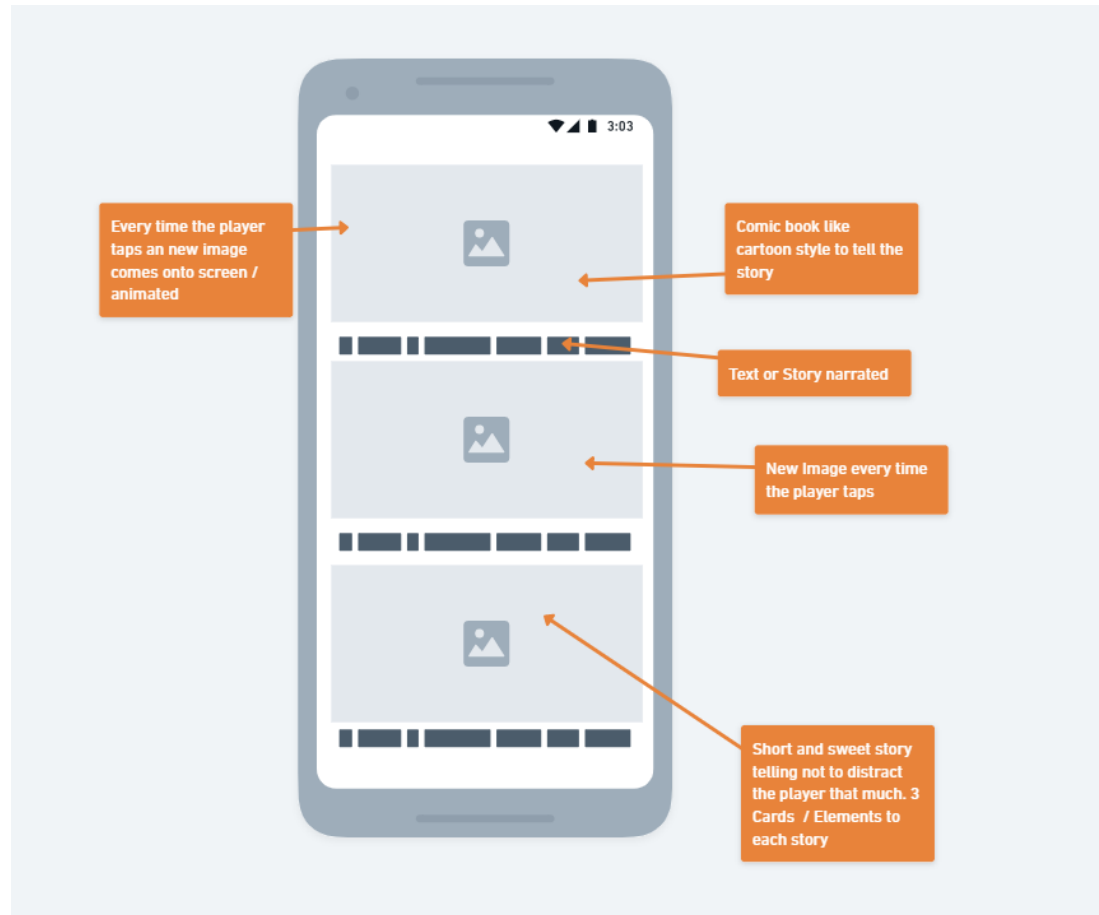 3:03
Every time the player
taps an new image
comes onto screen /
animated
Comic book like
cartoon style to tell the
story
Text or Story narrated
New Image every time
the player taps
Short and sweet story
telling not to distract
the player that much. 3
Cards / Elements to
each story